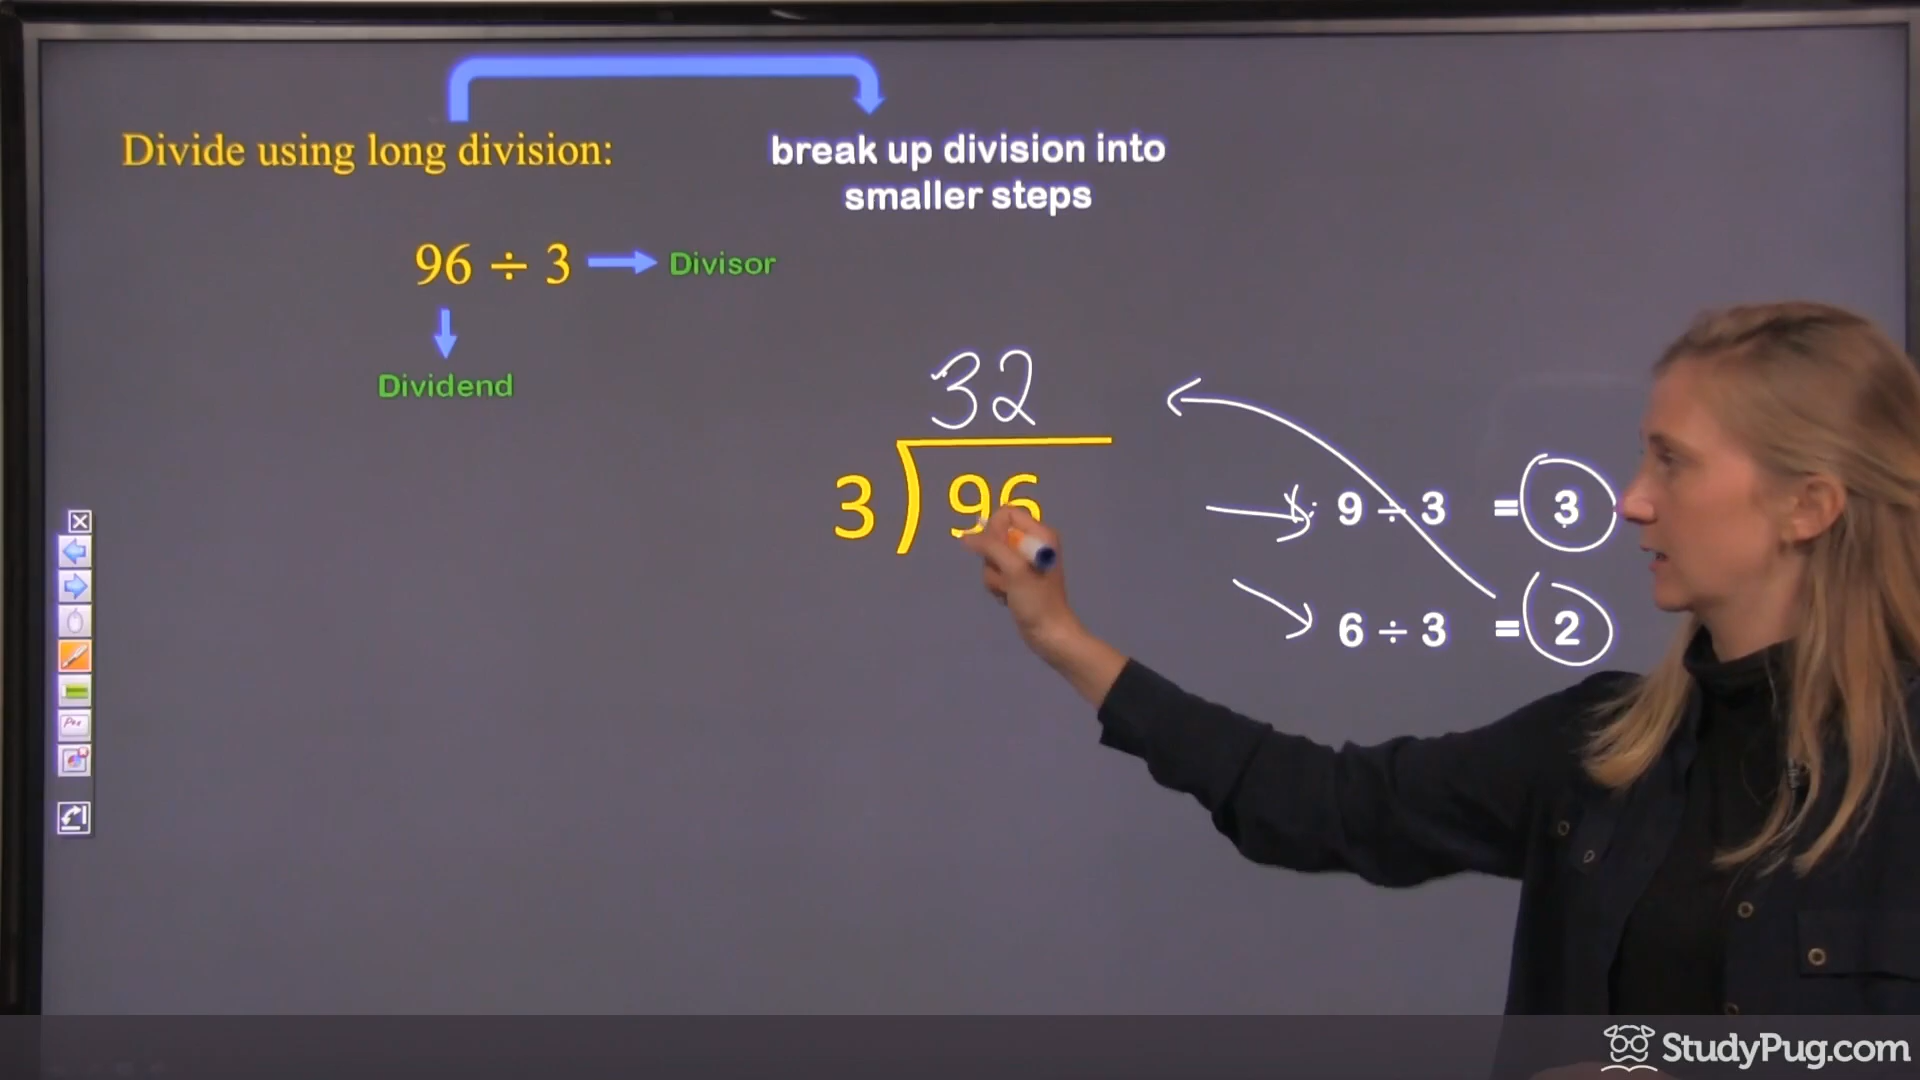 Divide using long division:
break up division into
smaller steps
96 ÷ 3
Divisor
Dividend
32
3 96
9 ÷ 3 = 3
6 ÷ 3 = 2
StudyPug.com